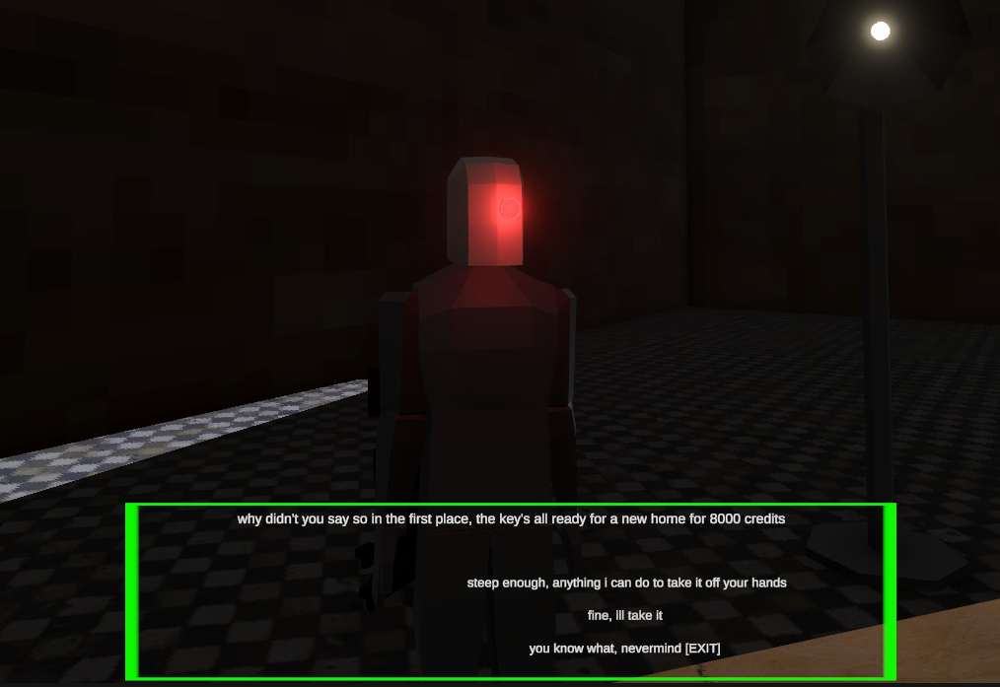 why didn't you say so in the first place, the key's all ready for a new home for 8000 credits
steep enough, anything i can do to take it off your hands
fine, ill take it
you know what, nevermind [EXIT]